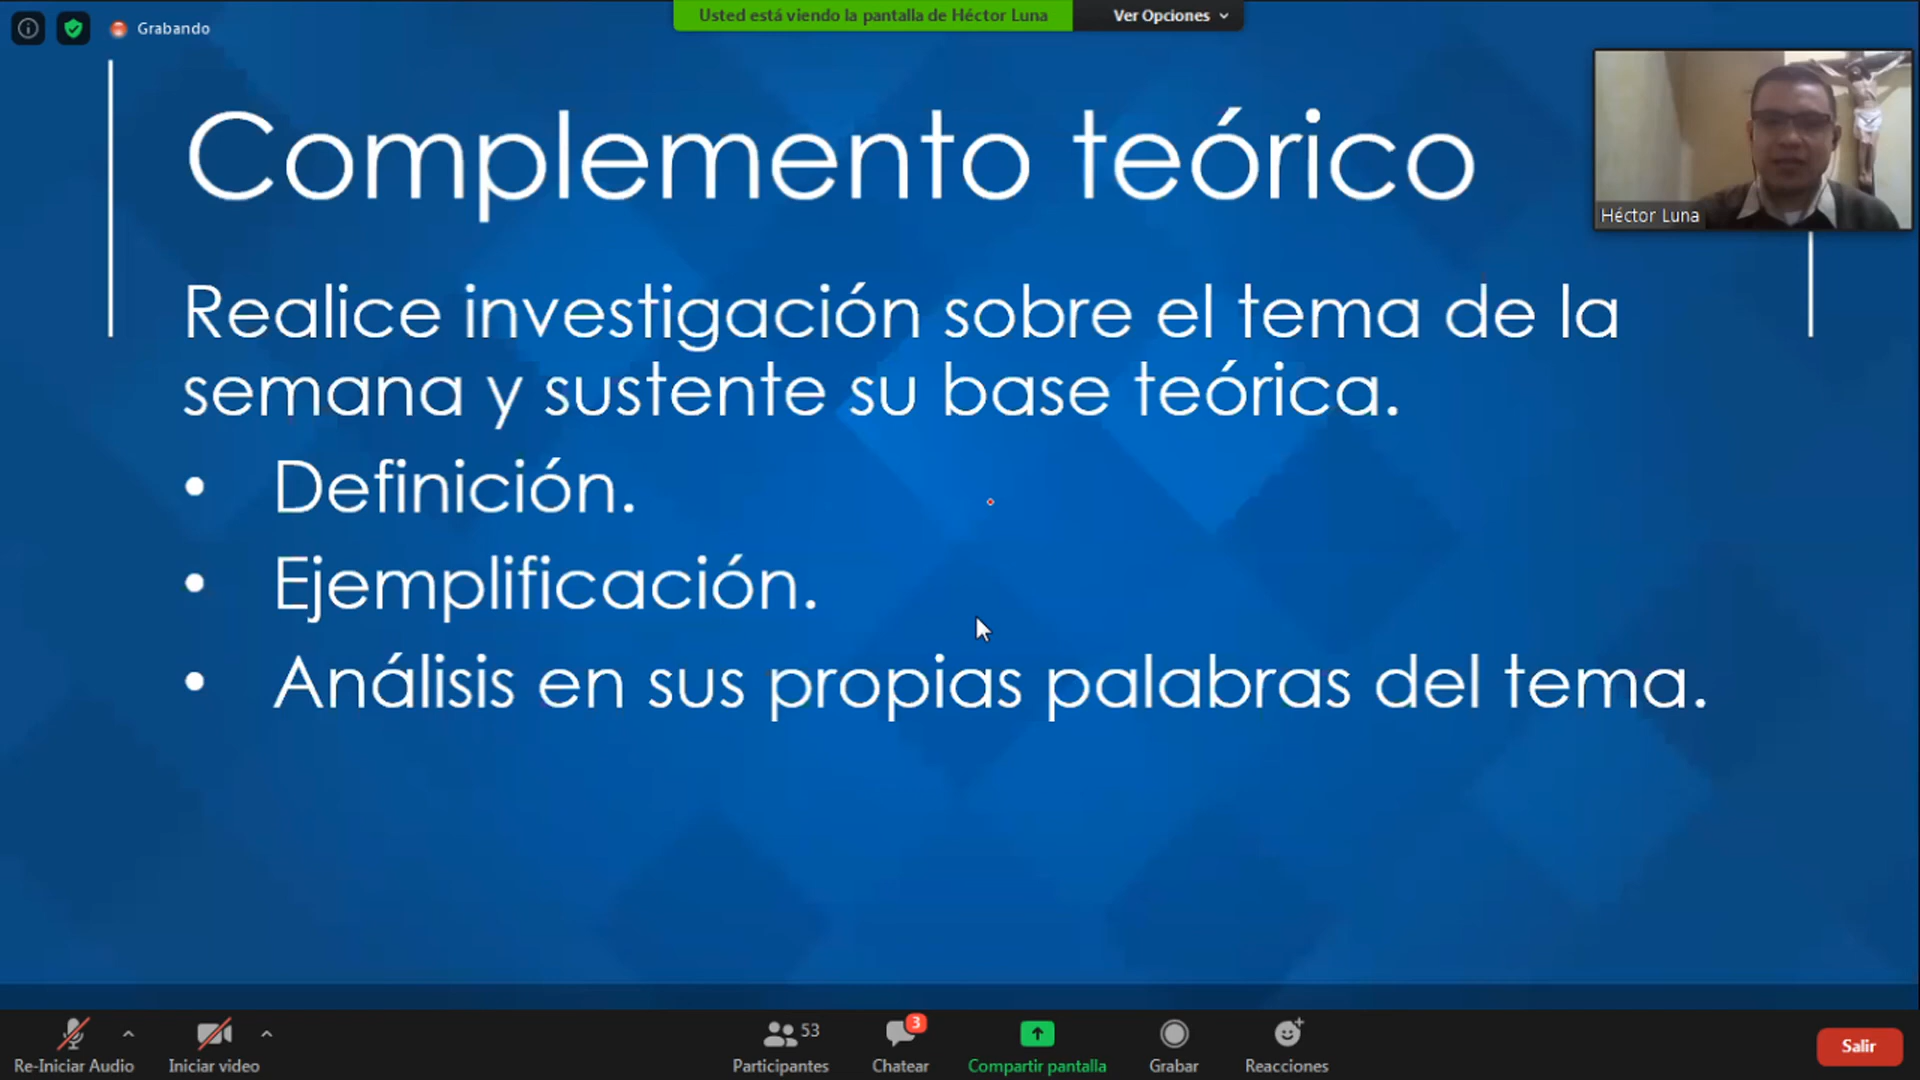 Grabando
Usted está viendo la pantalla de Héctor Luna
Ver Opciones
Complemento teórico
Héctor Luna
Realice investigación sobre el tema de la
semana y sustente su base teórica.
• Definición.
• Ejemplificación.
• Análisis en sus propias palabras del tema.
Re-Iniciar Audio
Iniciar video
53
Participantes
3
Chatear
Compartir pantalla
Grabar
Reacciones
Salir